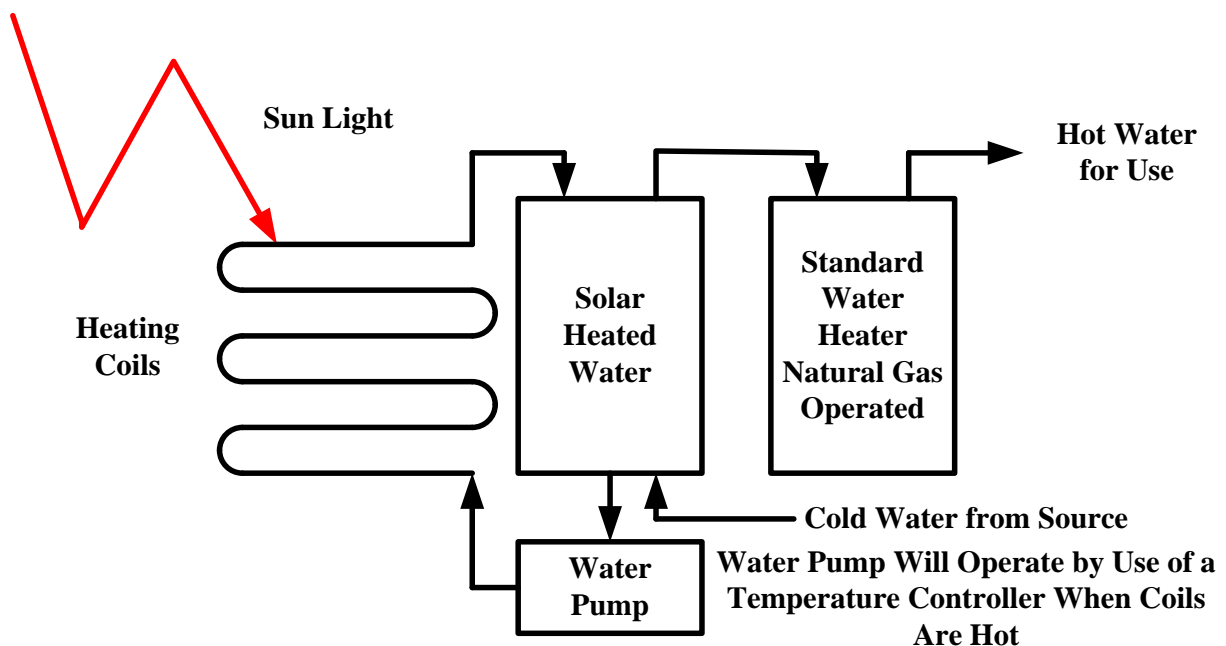 Sun Light
Hot Water
for Use
Heating
Coils
Solar
Heated
Water
Standard
Water
Heater
Natural Gas
Operated
Cold Water from Source
Water
Pump
Water Pump Will Operate by Use of a
Temperature Controller When Coils
Are Hot